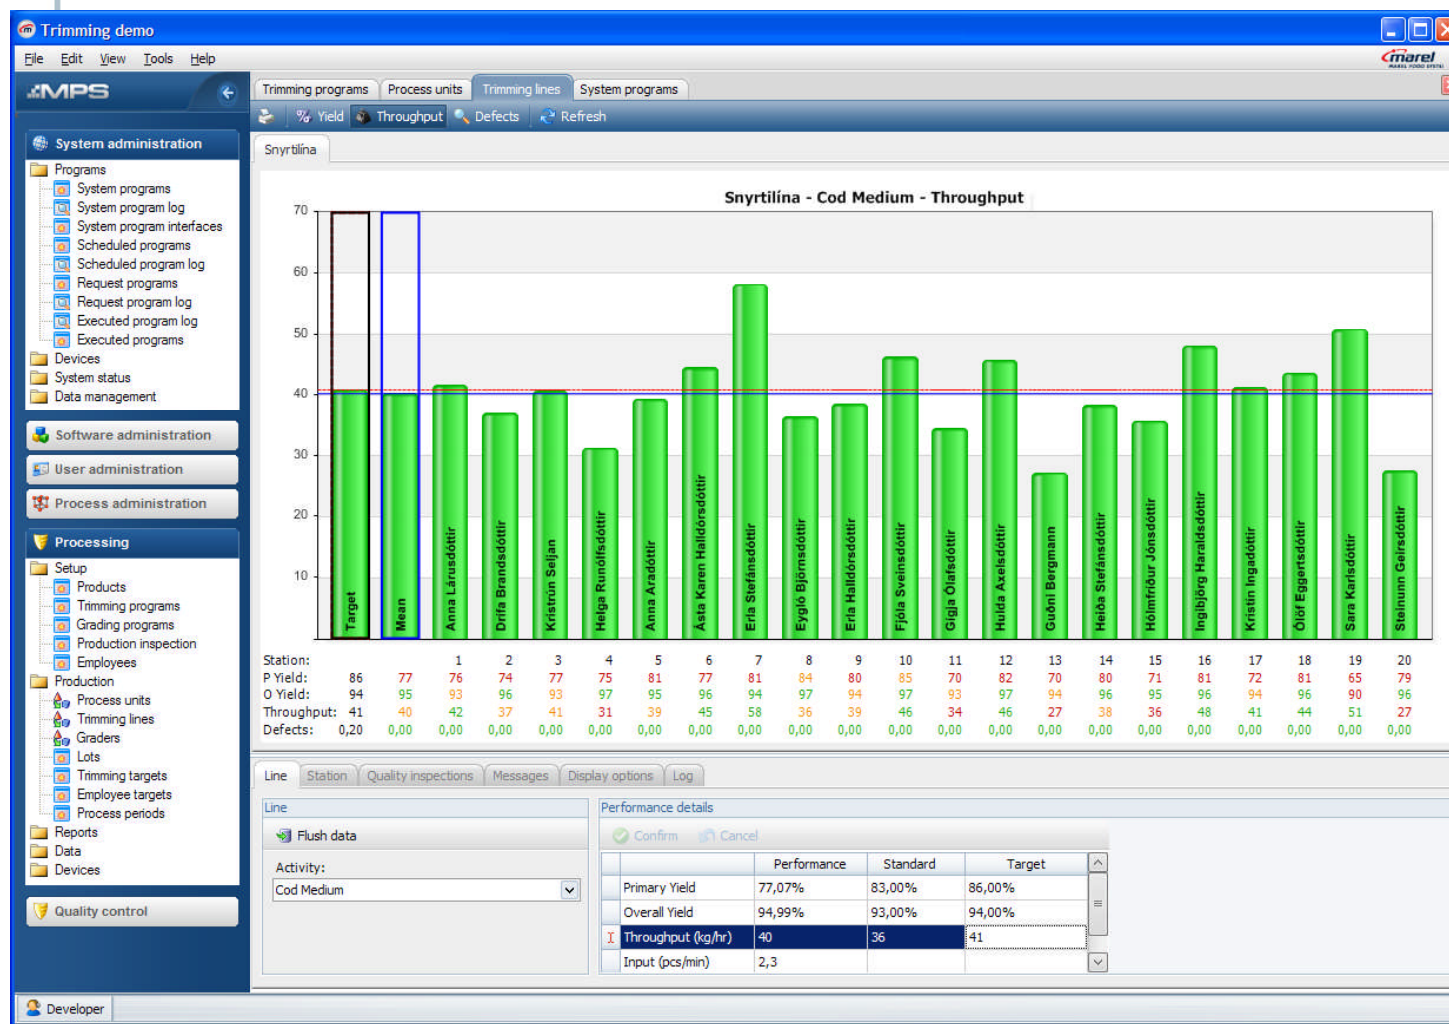 Trimming demo
File Edit View Tools Help
marel
MPS
Trimming programs Process units Trimming lines System programs
Yield Throughput Defects Refresh
System administration
Programs
System programs
System program log
System program interfaces
Scheduled programs
Scheduled program log
Request programs
Request program log
Executed program log
Executed programs
Devices
System status
Data management
Software administration
User administration
Process administration
Processing
Setup
Products
Trimming programs
Grading programs
Production inspection
Employees
Production
Process units
Trimming lines
Graders
Lots
Trimming targets
Employee targets
Process periods
Reports
Data
Devices
Quality control
Snyrtilína
Snyrtilína - Cod Medium - Throughput
70
60
50
40
30
20
10
Target
Mean
Anna Lárusdóttir
Drífa Brandsdóttir
Kristrún Seljan
Helga Runólfsdóttir
Anna Aradóttir
Ásta Karen Halldórsdóttir
Erla Stefánsdóttir
Eygló Björnsdóttir
Erla Halldórsdóttir
Fjóla Sveinsdóttir
Gígja Ólafsdóttir
Hulda Axelsdóttir
Guðni Bergmann
Heiða Stefánsdóttir
Hólmfríður Jónsdóttir
Ingibjörg Haraldsdóttir
Kristín Ingadóttir
Ólöf Eggertsdóttir
Sara Karlsdóttir
Steinunn Geirsdóttir
Station: 1 2 3 4 5 6 7 8 9 10 11 12 13 14 15 16 17 18 19 20
P Yield: 86 77 76 74 77 75 81 77 81 84 80 85 70 82 70 80 71 81 72 81 65 79
O Yield: 94 95 93 96 93 97 95 96 94 97 94 97 93 97 94 96 95 96 94 96 90 96
Throughput: 41 40 42 37 41 31 39 45 58 36 39 46 34 46 27 38 36 48 41 44 51 27
Defects: 0,20 0,00 0,00 0,00 0,00 0,00 0,00 0,00 0,00 0,00 0,00 0,00 0,00 0,00 0,00 0,00 0,00 0,00 0,00 0,00 0,00 0,00
Line Station Quality inspections Messages Display options Log
Line
Flush data
Activity:
Cod Medium
Performance details
Confirm Cancel
Performance Standard Target
Primary Yield 77,07% 83,00% 86,00%
Overall Yield 94,99% 93,00% 94,00%
Throughput (kg/hr) 40 36 41
Input (pcs/min) 2,3
Developer